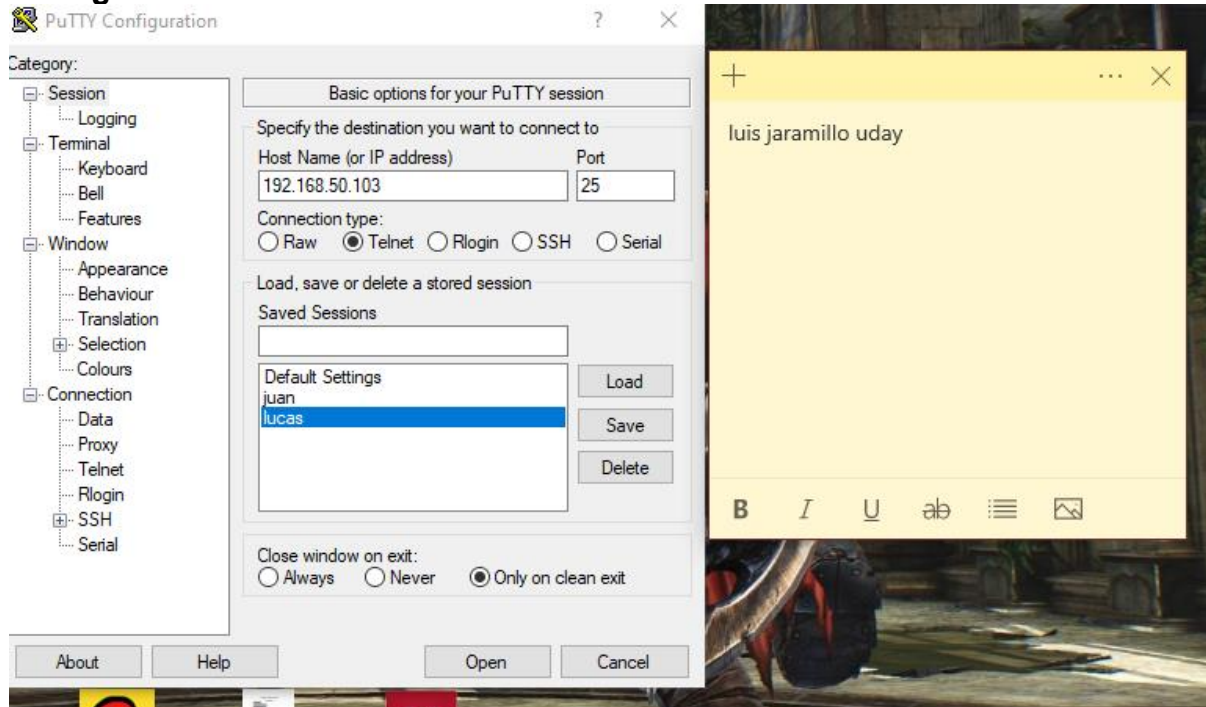 PuTTY Configuration
Category:
Session
Logging
Terminal
Keyboard
Bell
Features
Window
Appearance
Behaviour
Translation
Selection
Colours
Connection
Data
Proxy
Telnet
Rlogin
SSH
Serial
Basic options for your PuTTY session
Specify the destination you want to connect to
Host Name (or IP address) Port
192.168.50.103 25
Connection type:
Raw Telnet Rlogin SSH Serial
Load, save or delete a stored session
Saved Sessions
Default Settings
juan
lucas
Load
Save
Delete
Close window on exit:
Always Never Only on clean exit
About Help Open Cancel
luis jaramillo uday
B I U ab